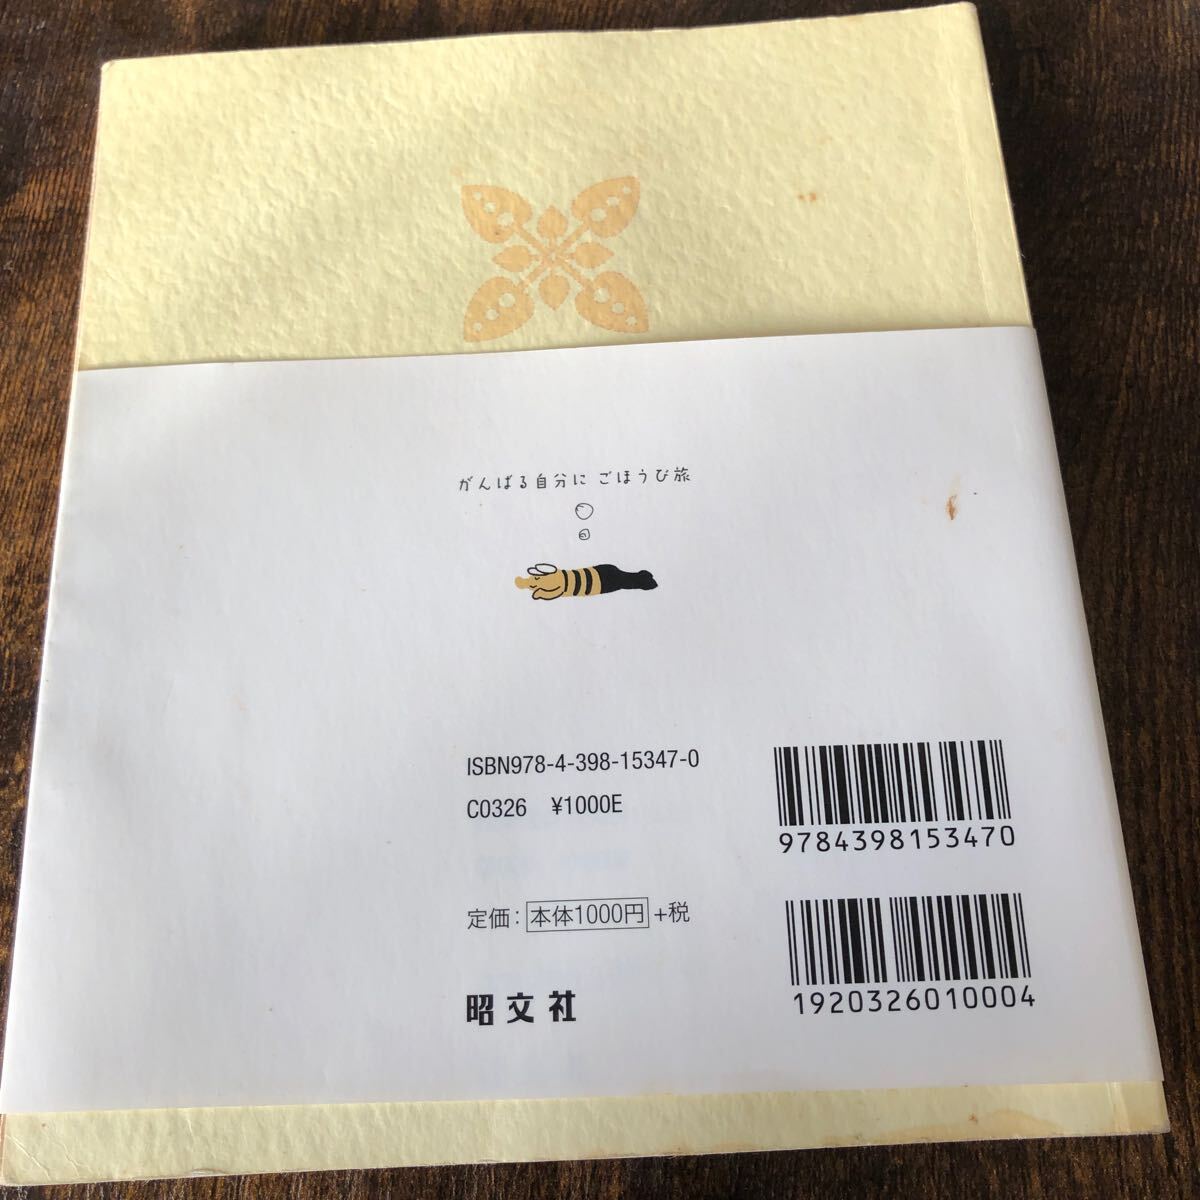 がんばる自分に ごほうび旅
ISBN978-4-398-15347-0
C0326 ¥1000E
9784398153470
定価：本体1000円+税
1920326010004
昭文社